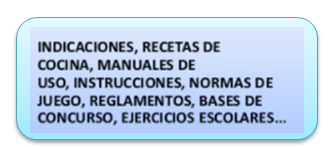 INDICACIONES, RECETAS DE
COCINA, MANUALES DE
USO, INSTRUCCIONES, NORMAS DE
JUEGO, REGLAMENTOS, BASES DE
CONCURSO, EJERCICIOS ESCOLARES...